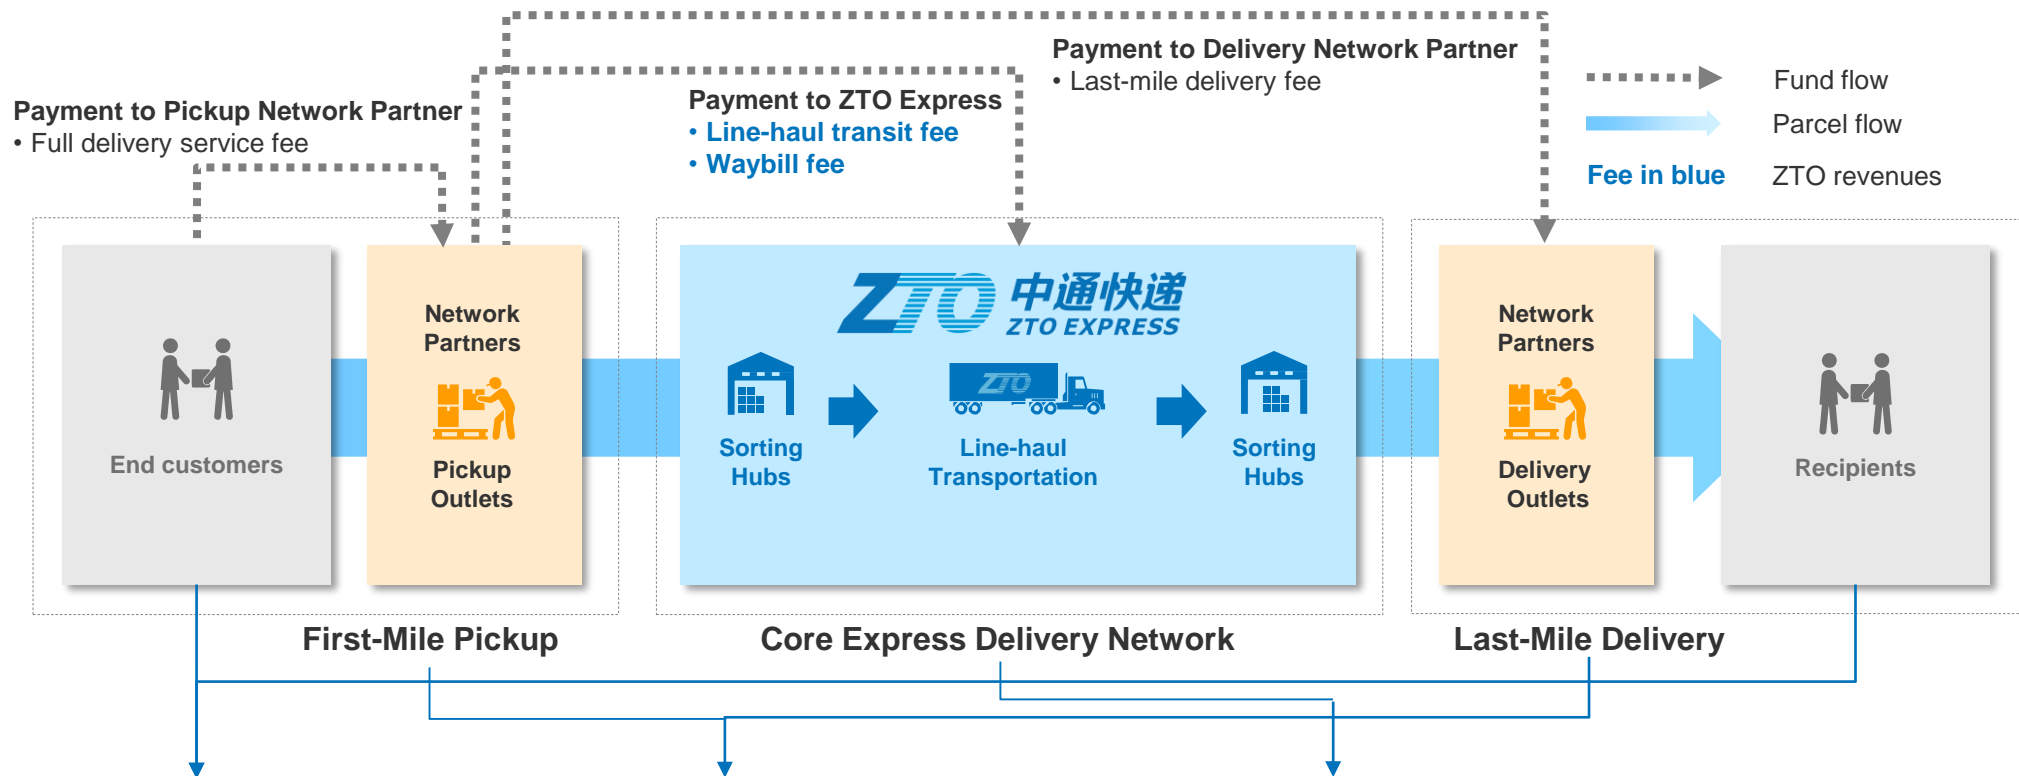 Payment to Delivery Network Partner
• Last-mile delivery fee
Fund flow
Payment to Pickup Network Partner
• Full delivery service fee
Payment to ZTO Express
• Line-haul transit fee
• Waybill fee
Parcel flow
Fee in blue
ZTO revenues
ZTO 中通快递
ZTO EXPRESS
End customers
Network
Partners
Pickup
Outlets
Sorting
Hubs
ZTO
Line-haul
Transportation
Sorting
Hubs
Network
Partners
Delivery
Outlets
Recipients
First-Mile Pickup
Core Express Delivery Network
Last-Mile Delivery